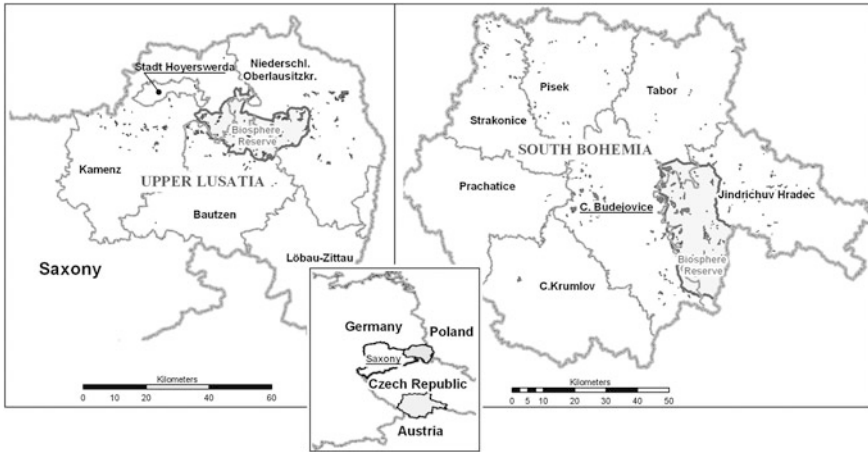 Stadt Hoyerswerda
Niederschl.
Oberlausitzkr.
Biosphere
Reserve
Kamenz
UPPER LUSATIA
Bautzen
Löbau-Zittau
Saxony
Kilometers
0 10 20 40 60
Pisek
Tabor
Strakonice
SOUTH BOHEMIA
Prachatice
C. Budejovice
Jindrichuv Hradec
Biosphere
Reserve
C.Krumlov
Kilometers
0 5 10 20 30 40 50
Germany
Poland
Saxony
Czech Republic
Austria